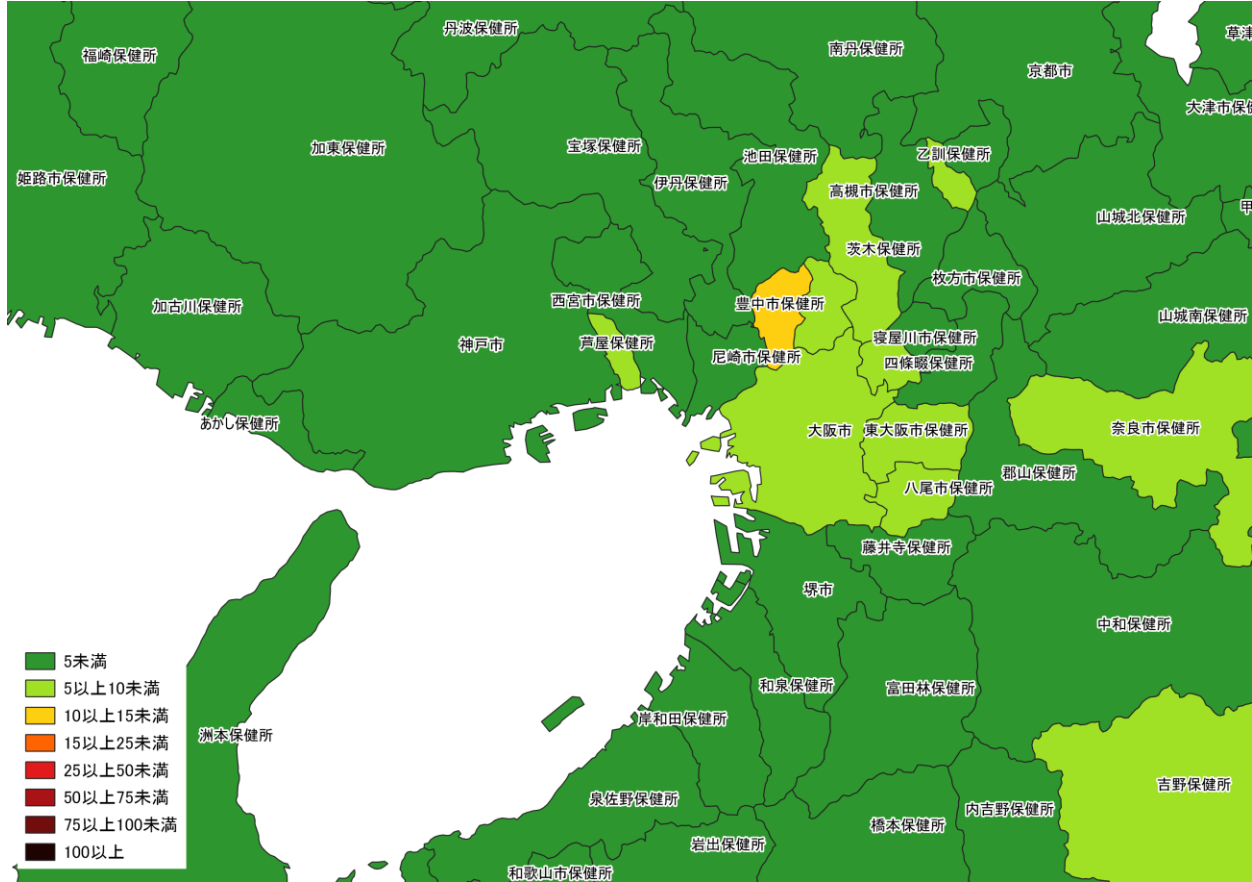 丹波保健所
草津
福崎保健所
南丹保健所
京都市
大津市保健
加東保健所
宝塚保健所
池田保健所
乙訓保健所
姫路市保健所
伊丹保健所
高槻市保健所
山城北保健所
甲
茨木保健所
枚方市保健所
加古川保健所
西宮市保健所
豊中市保健所
山城南保健所
神戸市
芦屋保健所
尼崎市保健所
寝屋川市保健所
四條畷保健所
あかし保健所
大阪市
東大阪市保健所
奈良市保健所
郡山保健所
八尾市保健所
藤井寺保健所
堺市
中和保健所
和泉保健所
富田林保健所
岸和田保健所
洲本保健所
吉野保健所
泉佐野保健所
内吉野保健所
橋本保健所
岩出保健所
和歌山市保健所
5未満
5以上10未満
10以上15未満
15以上25未満
25以上50未満
50以上75未満
75以上100未満
100以上